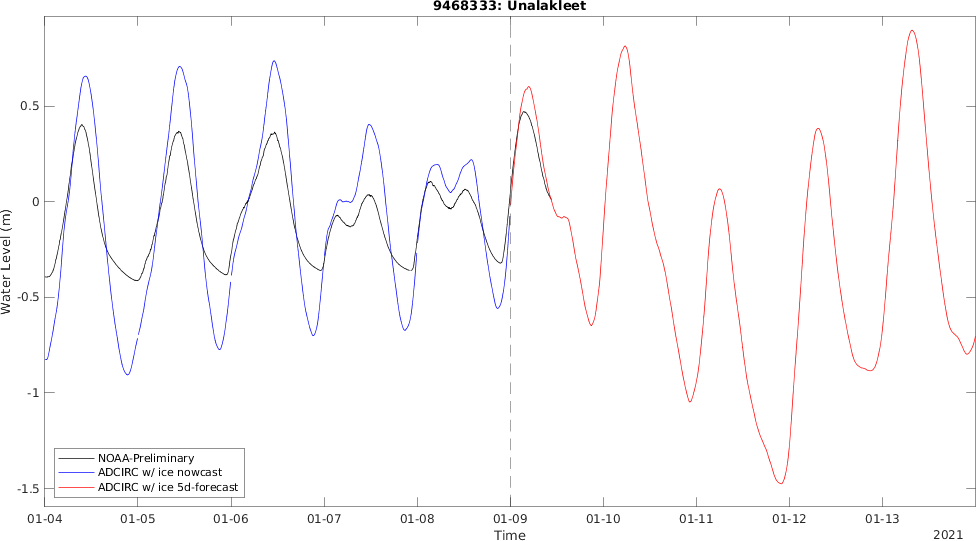 9468333: Unalakleet
Water Level (m)
0.5
0
-0.5
-1
-1.5
NOAA-Preliminary
ADCIRC w/ ice nowcast
ADCIRC w/ ice 5d-forecast
01-04 01-05 01-06 01-07 01-08 01-09 01-10 01-11 01-12 01-13
Time
2021